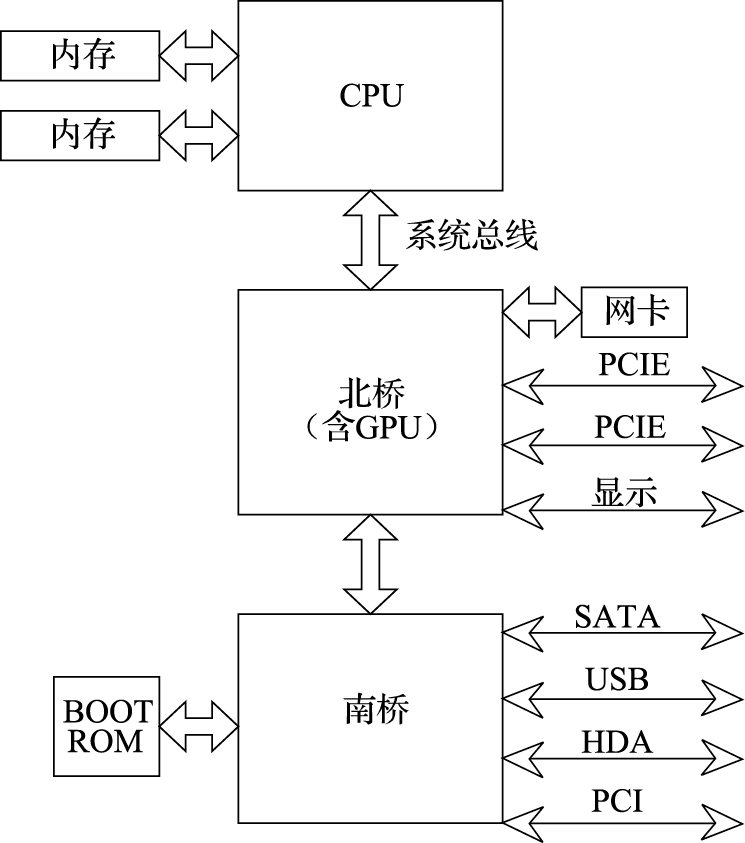 内存
CPU
内存
系统总线
网卡
PCIE
北桥
(含GPU)
PCIE
显示
SATA
USB
BOOT
ROM
南桥
HDA
PCI